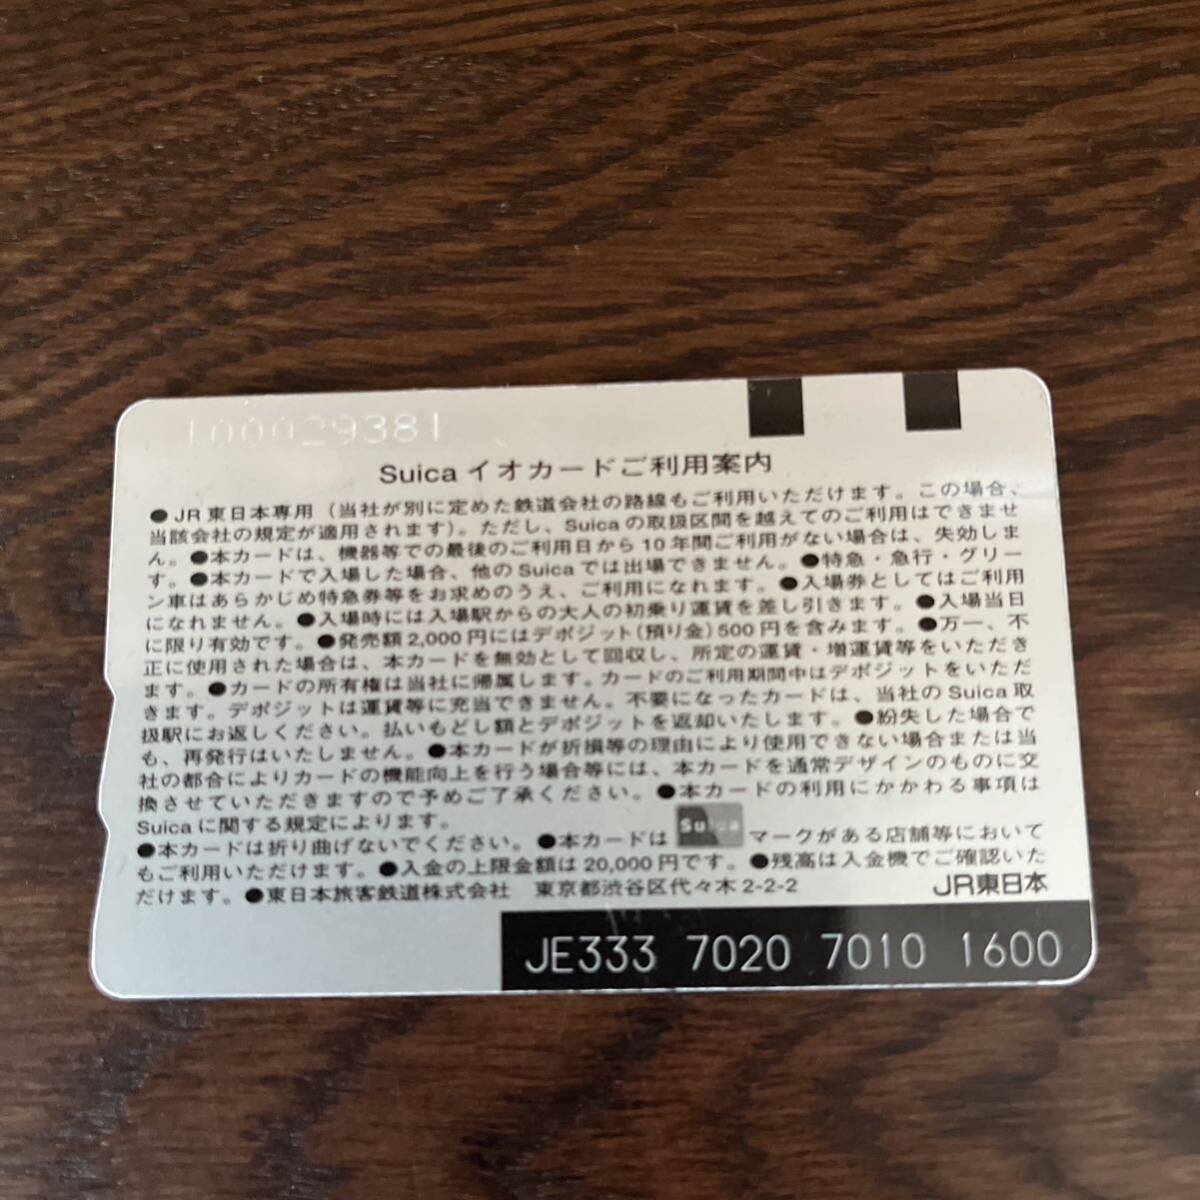 100029381
Suica イオカードご利用案内
●JR東日本専用（当社が別に定めた鉄道会社の路線もご利用いただけます。この場合、
当該会社の規定が適用されます）。ただし、Suicaの取扱区間を越えてのご利用はできませ
ん。●本カードは、機器等での最後のご利用日から10年間ご利用がない場合は、失効しま
す。●本カードで入場した場合、他のSuicaでは出場できません。●特急・急行・グリー
ン車はあらかじめ特急券等をお求めのうえ、ご利用になれます。●入場券としてはご利用
になれません。●入場時には入場駅からの大人の初乗り運賃を差し引きます。●入場当日
に限り有効です。●発売額2,000円にはデポジット（預り金）500円を含みます。●万一、不
正に使用された場合は、本カードを無効として回収し、所定の運賃・増運賃等をいただき
ます。●カードの所有権は当社に帰属します。カードのご利用期間中はデポジットをいただ
きます。デポジットは運賃等に充当できません。不要になったカードは、当社のSuica取
扱駅にお返しください。払いもどし額とデポジットを返却いたします。●紛失した場合で
も、再発行はいたしません。●本カードが折損等の理由により使用できない場合または当
社の都合によりカードの機能向上を行う場合等には、本カードを通常デザインのものに交
換させていただきますので予めご了承ください。●本カードの利用にかかわる事項は
Suicaに関する規定によります。
●本カードは折り曲げないでください。●本カードは Suica マークがある店舗等において
もご利用いただけます。●入金の上限金額は20,000円です。●残高は入金機でご確認いた
だけます。●東日本旅客鉄道株式会社　東京都渋谷区代々木2-2-2
JR東日本
JE333 7020 7010 1600